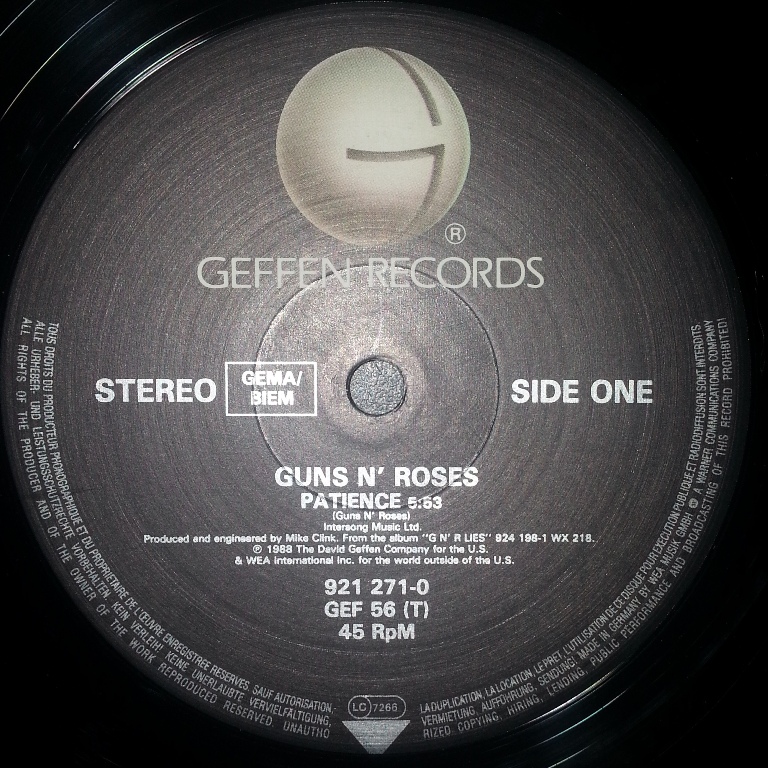 G
®
GEFFEN RECORDS
STEREO GEMA/ BIEM SIDE ONE
GUNS N' ROSES
PATIENCE 5:53
(Guns N' Roses)
Intersong Music Ltd.
Produced and engineered by Mike Clink. From the album "G N' R LIES" 924 198-1 WX 218.
℗ 1988 The David Geffen Company for the U.S.
& WEA International Inc. for the world outside of the U.S.
921 271-0
GEF 56 (T)
45 RpM
LC 7266
TOUS DROITS DU PRODUCTEUR PHONOGRAPHIQUE ET DU PROPRIETAIRE DE L'ŒUVRE ENREGISTREE RESERVES. SAUF AUTORISATION, LA DUPLICATION, LA LOCATION, LE PRET, L'UTILISATION DE CE DISQUE POUR EXECUTION PUBLIQUE ET RADIODIFFUSION SONT INTERDITS
ALLE URHEBER- UND LEISTUNGSSCHUTZRECHTE VORBEHALTEN. KEIN VERLEIH! KEINE UNERLAUBTE VERVIELFÄLTIGUNG, VERMIETUNG, AUFFÜHRUNG, SENDUNG! MADE IN GERMANY BY WEA MUSIK GMBH A WARNER COMMUNICATIONS COMPANY
ALL RIGHTS OF THE PRODUCER AND OF THE OWNER OF THE WORK REPRODUCED RESERVED. UNAUTHORIZED COPYING, HIRING, LENDING, PUBLIC PERFORMANCE AND BROADCASTING OF THIS RECORD PROHIBITED!